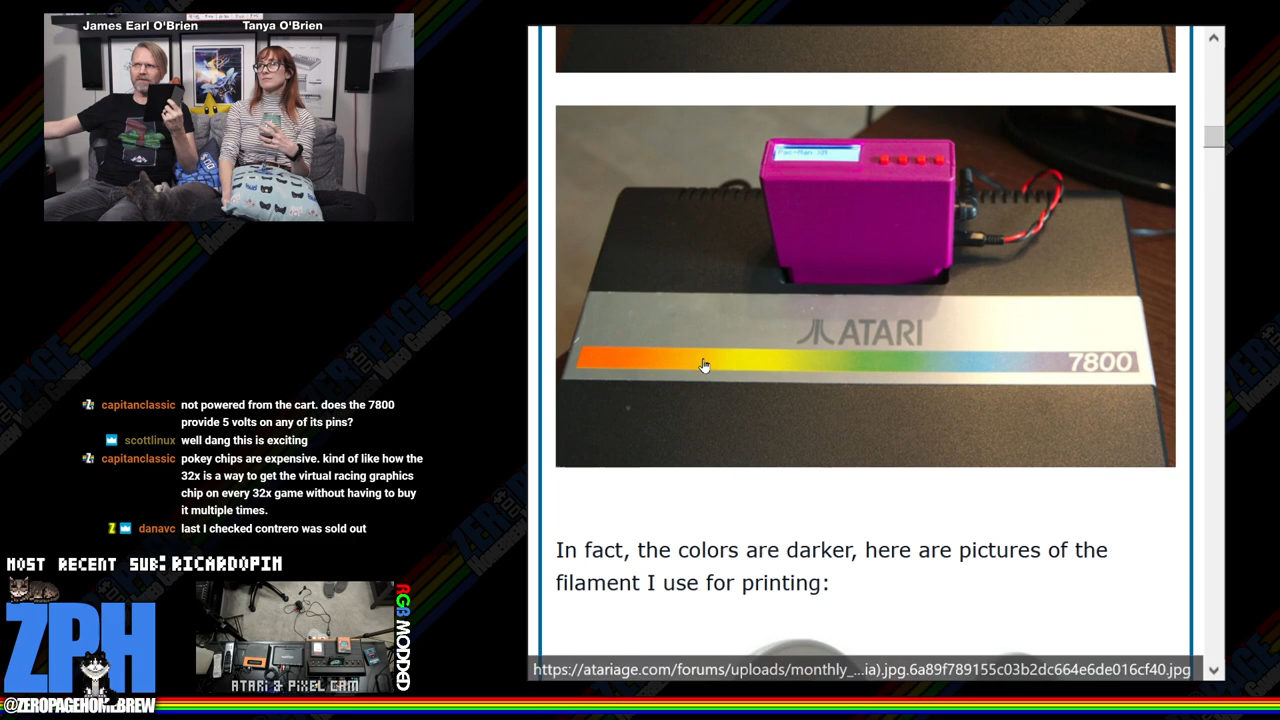 James Earl O'Brien
Tanya O'Brien
Pac-Man
ATARI
7800
capitanclassic not powered from the cart. does the 7800
provide 5 volts on any of its pins?
scottlinux well dang this is exciting
capitanclassic pokey chips are expensive. kind of like how the
32x is a way to get the virtual racing graphics
chip on every 32x game without having to buy
it multiple times.
danavc last I checked contrero was sold out
In fact, the colors are darker, here are pictures of the
filament I use for printing:
MOST RECENT SUB: RICARDOPIM
ZPH
RGB MODDED
ATARI & PIXEL CAM
https://atariage.com/forums/uploads/monthly_...ia).jpg.6a89f789155c03b2dc664e6de016cf40.jpg
@ZEROPAGEHOMEBREW